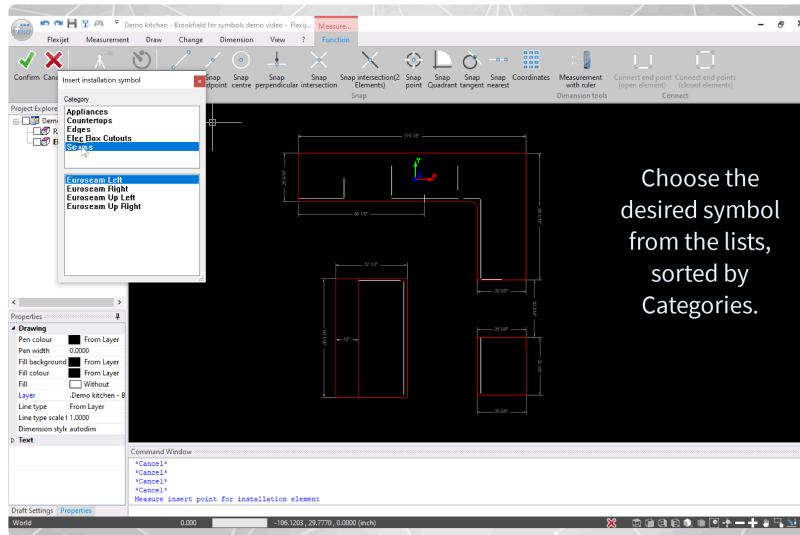 Demo kitchen - Brookfield for symbols demo video - Flexij...
Measure...
Flexijet
Measurement
Draw
Change
Dimension
View
?
Function
Confirm
Snap centre
Snap perpendicular
Snap intersection
Snap intersection(2 Elements)
Snap point
Snap Quadrant
Snap tangent
Snap nearest
Coordinates
Measurement with ruler
Connect end point (open element)
Connect end points (closed elements)
Snap
Dimension tools
Connect
Insert installation symbol
Category
Appliances
Countertops
Edges
Elec Box Cutouts
Seams
Euroseam Left
Euroseam Right
Euroseam Up Left
Euroseam Up Right
Project Explore
Demo
Choose the
desired symbol
from the lists,
sorted by
Categories.
Properties
Drawing
Pen colour From Layer
Pen width 0.0000
Fill background From Layer
Fill colour From Layer
Fill Without
Layer .Demo kitchen - B
Line type From Layer
Line type scale f 1.0000
Dimension style autodim
Text
Command Window
*Cancel*
*Cancel*
*Cancel*
*Cancel*
Measure insert point for installation element
Draft Settings Properties
World
0.000
-106.1203 , 29.7770 , 0.0000 (inch)